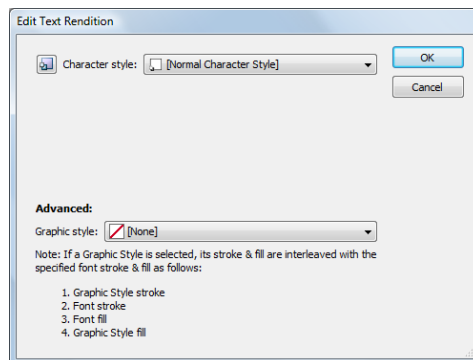 Edit Text Rendition
Character style: [Normal Character Style]
OK
Cancel
Advanced:
Graphic style: [None]
Note: If a Graphic Style is selected, its stroke & fill are interleaved with the
specified font stroke & fill as follows:
1. Graphic Style stroke
2. Font stroke
3. Font fill
4. Graphic Style fill